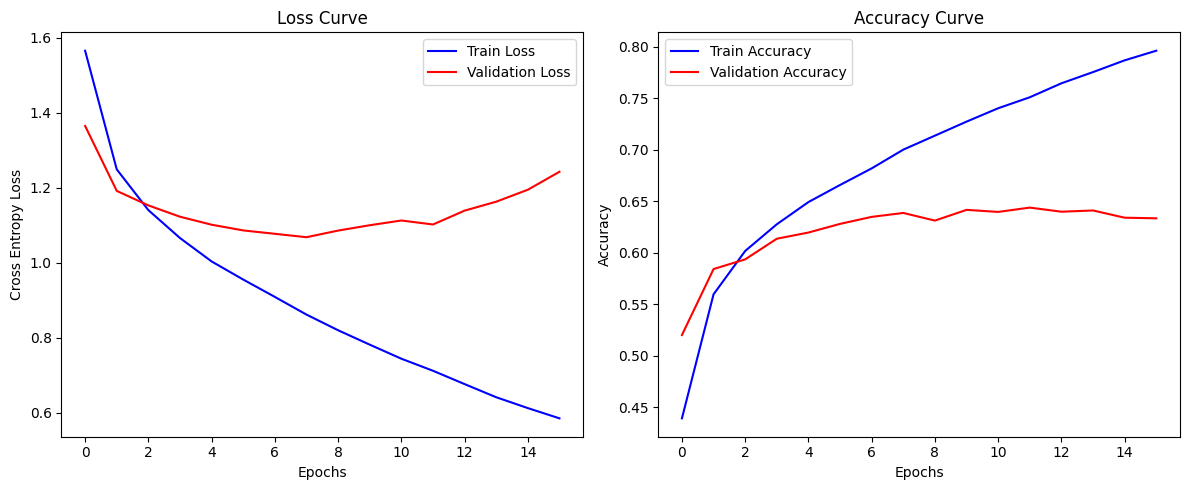 Loss Curve
1.6
1.4
1.2
1.0
0.8
0.6
Cross Entropy Loss
Train Loss
Validation Loss
0 2 4 6 8 10 12 14
Epochs
Accuracy Curve
0.80
0.75
0.70
0.65
0.60
0.55
0.50
0.45
Accuracy
Train Accuracy
Validation Accuracy
0 2 4 6 8 10 12 14
Epochs